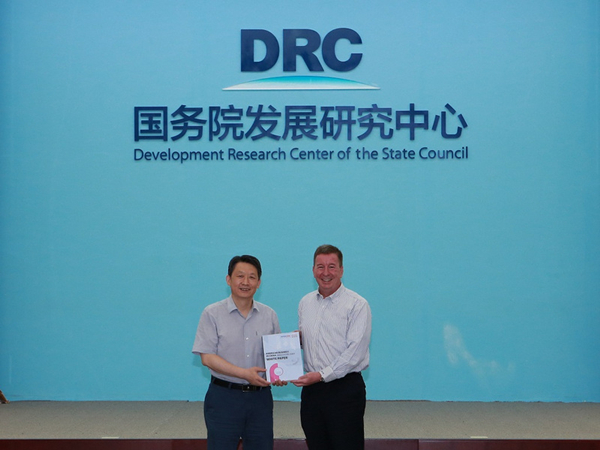 DRC
国务院发展研究中心
Development Research Center of the State Council
WHITE PAPER